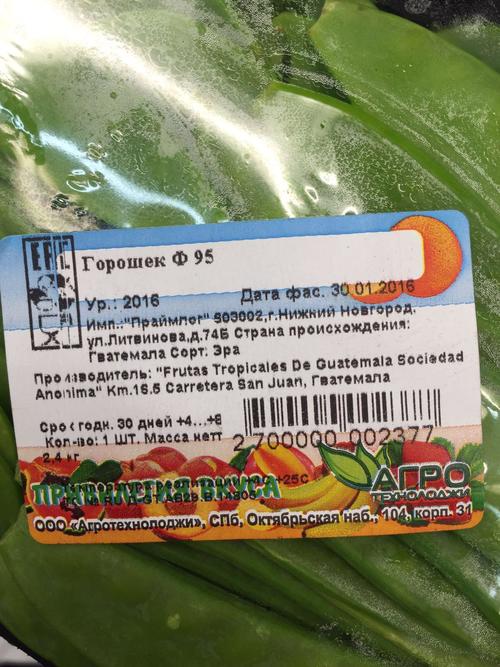 EAC
Горошек Ф 95
Ур.: 2016 Дата фас. 30.01.2016
Имп.:"Праймлог" 603002,г.Нижний Новгород,
ул.Литвинова,д.74Б Страна происхождения:
Гватемала Сорт: Эра
Производитель: "Frutas Tropicales De Guatemala Sociedad
Anonima" Km.16.5 Carretera San Juan, Гватемала
Срок годн. 30 дней +4...+8
Кол-во: 1 ШТ. Масса нетт
2,4 кг
2 700000 002377
+25С
ПРИВИЛЕГИЯ ВКУСА
АГРО
ТЕХНОЛОДЖИ
ООО «Агротехнолоджи», СПб, Октябрьская наб., 104, корп. 31